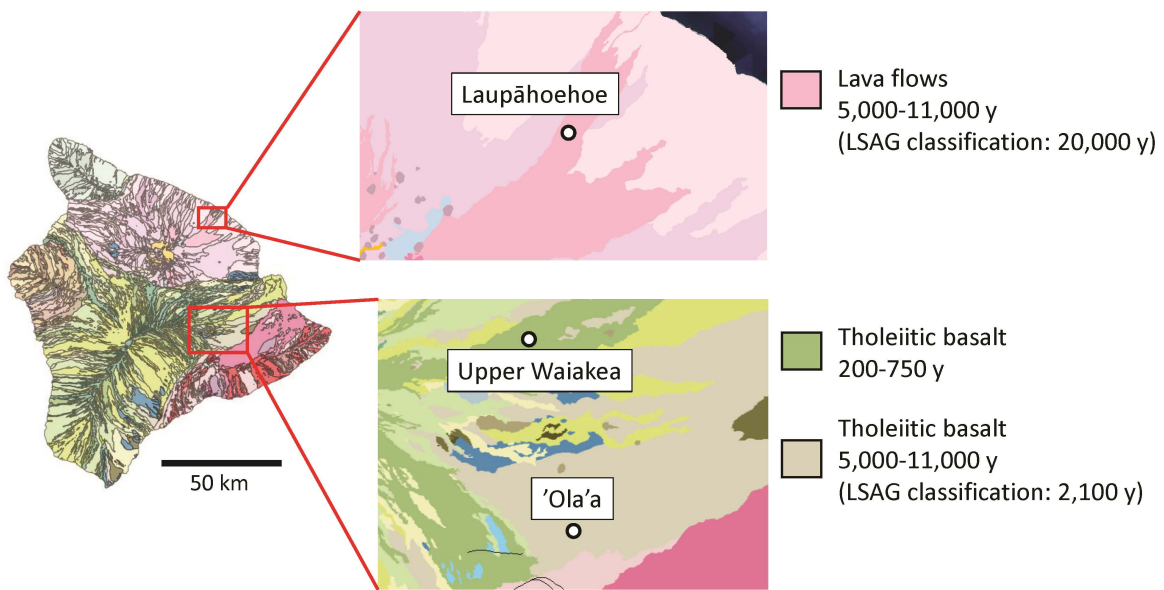 Laupāhoehoe
Lava flows
5,000-11,000 y
(LSAG classification: 20,000 y)
50 km
Upper Waiakea
’Ola’a
Tholeiitic basalt
200-750 y
Tholeiitic basalt
5,000-11,000 y
(LSAG classification: 2,100 y)